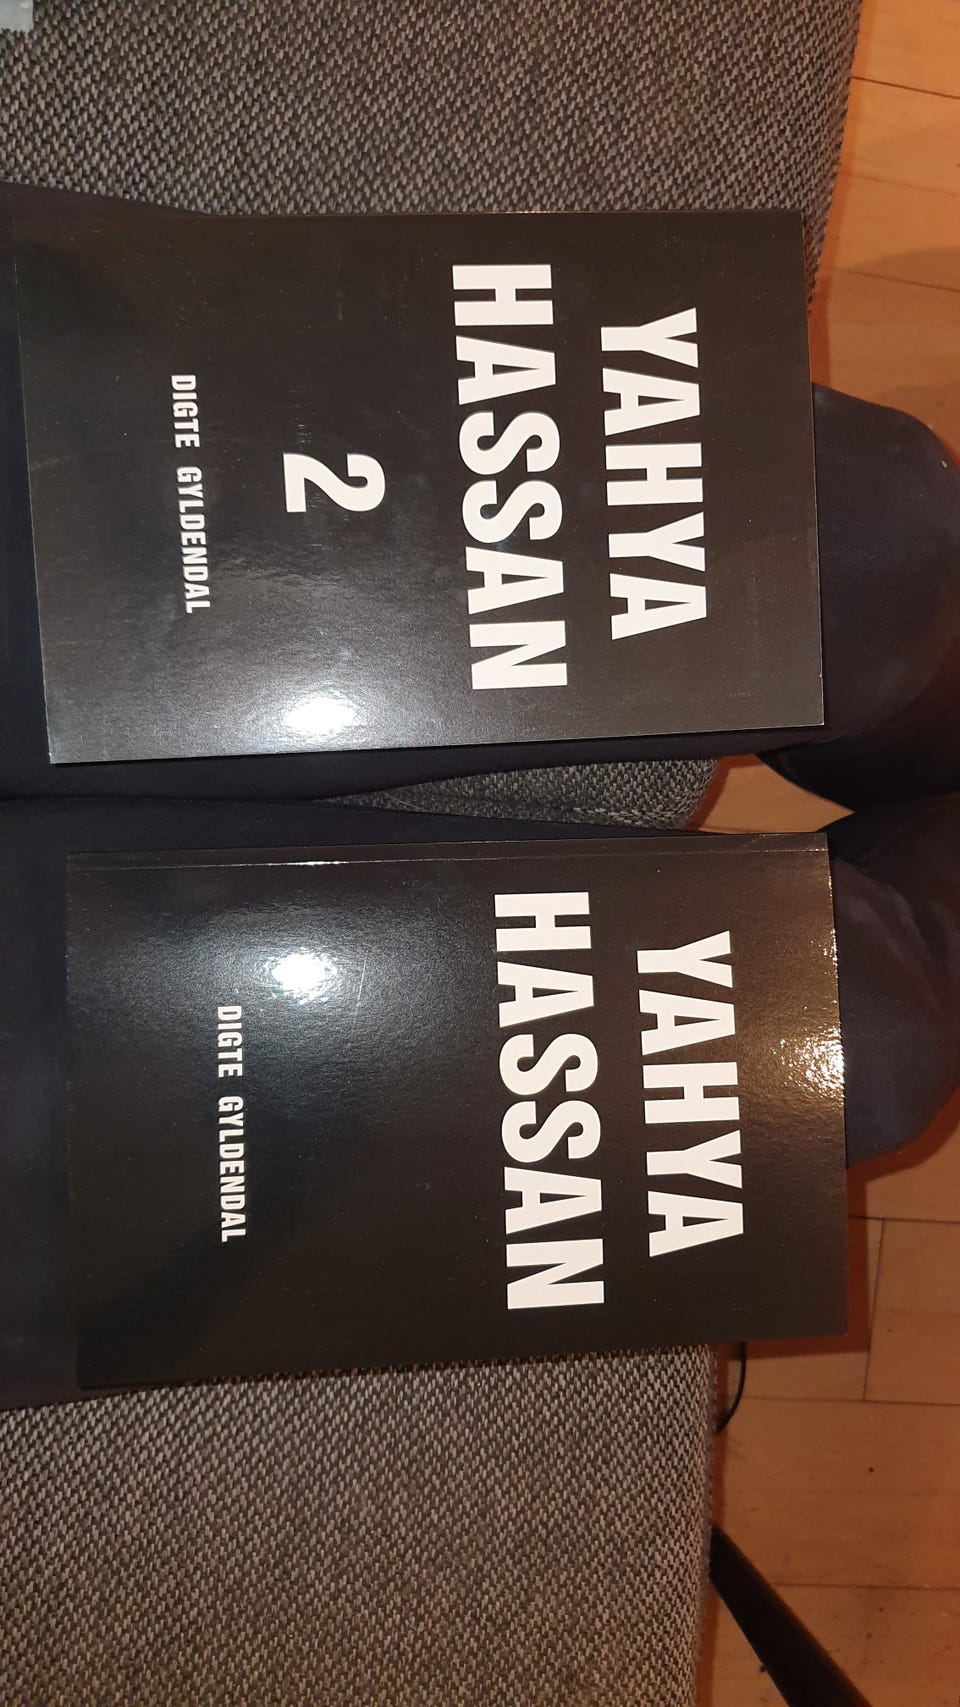 YAHYA
HASSAN
2
DIGTE GYLDENDAL
YAHYA
HASSAN
DIGTE GYLDENDAL